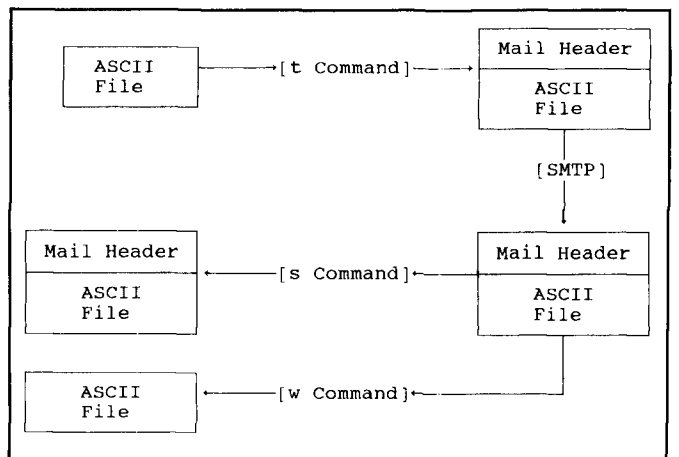 ASCII
File
[t Command]
Mail Header
ASCII
File
[SMTP]
Mail Header
ASCII
File
[s Command]
Mail Header
ASCII
File
ASCII
File
[w Command]